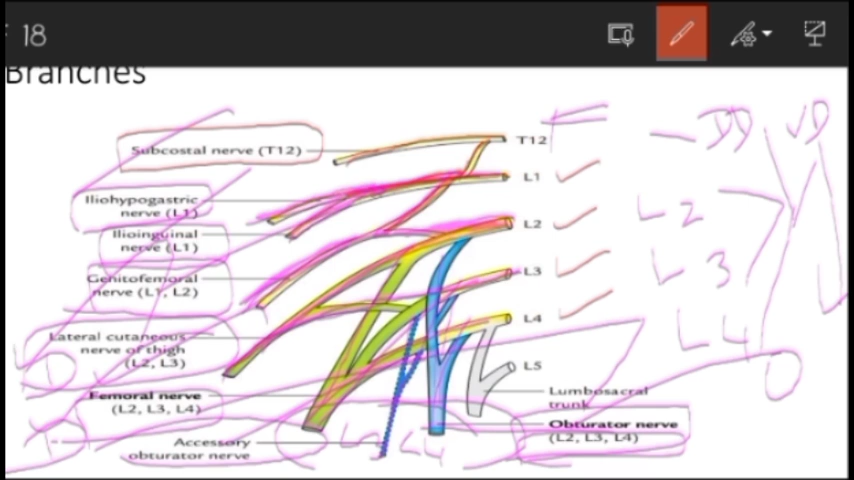 18
Branches
Subcostal nerve (T12)
T12
Iliohypogastric
nerve (L1)
L1
Ilioinguinal
nerve (L1)
L2
Genitofemoral
nerve (L1, L2)
L3
Lateral cutaneous
nerve of thigh
(L2, L3)
L4
L5
Femoral nerve
(L2, L3, L4)
Lumbosacral
trunk
Accessory
obturator nerve
Obturator nerve
(L2, L3, L4)
DD VD
L2
L3
L4